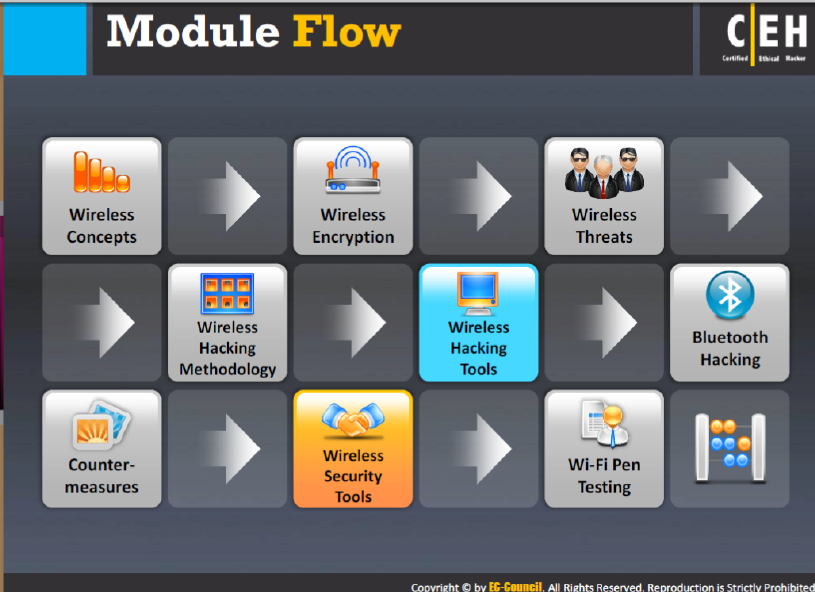 Module Flow
CEH
Certified Ethical Hacker
Wireless
Concepts
Wireless
Encryption
Wireless
Threats
Wireless
Hacking
Methodology
Wireless
Hacking
Tools
Bluetooth
Hacking
Counter-
measures
Wireless
Security
Tools
Wi-Fi Pen
Testing
Copyright © by EC-Council. All Rights Reserved. Reproduction is Strictly Prohibited